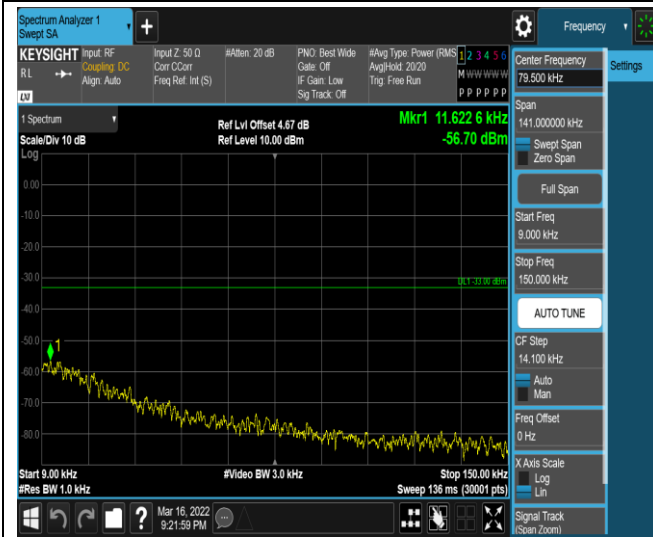 Spectrum Analyzer 1
Swept SA
+
Frequency
KEYSIGHT
RL
LXI
Input: RF
Coupling: DC
Align: Auto
Input Z: 50 Ω
Corr CCorr
Freq Ref: Int (S)
#Atten: 20 dB
PNO: Best Wide
Gate: Off
IF Gain: Low
Sig Track: Off
#Avg Type: Power (RMS
Avg|Hold: 20/20
Trig: Free Run
1 2 3 4 5 6
M W W W W W
P P P P P P
Center Frequency
79.500 kHz
Settings
Span
141.000000 kHz
Swept Span
Zero Span
Full Span
Start Freq
9.000 kHz
Stop Freq
150.000 kHz
AUTO TUNE
CF Step
14.100 kHz
Auto
Man
Freq Offset
0 Hz
X Axis Scale
Log
Lin
Signal Track
(Span Zoom)
1 Spectrum
Scale/Div 10 dB
Ref Lvl Offset 4.67 dB
Ref Level 10.00 dBm
Mkr1 11.622 6 kHz
-56.70 dBm
Log
0.00
-10.0
-20.0
-30.0
DL1 -33.00 dBm
-40.0
-50.0
1
-60.0
-70.0
-80.0
Start 9.00 kHz
#Video BW 3.0 kHz
Stop 150.00 kHz
#Res BW 1.0 kHz
Sweep 136 ms (30001 pts)
?
Mar 16, 2022
9:21:59 PM